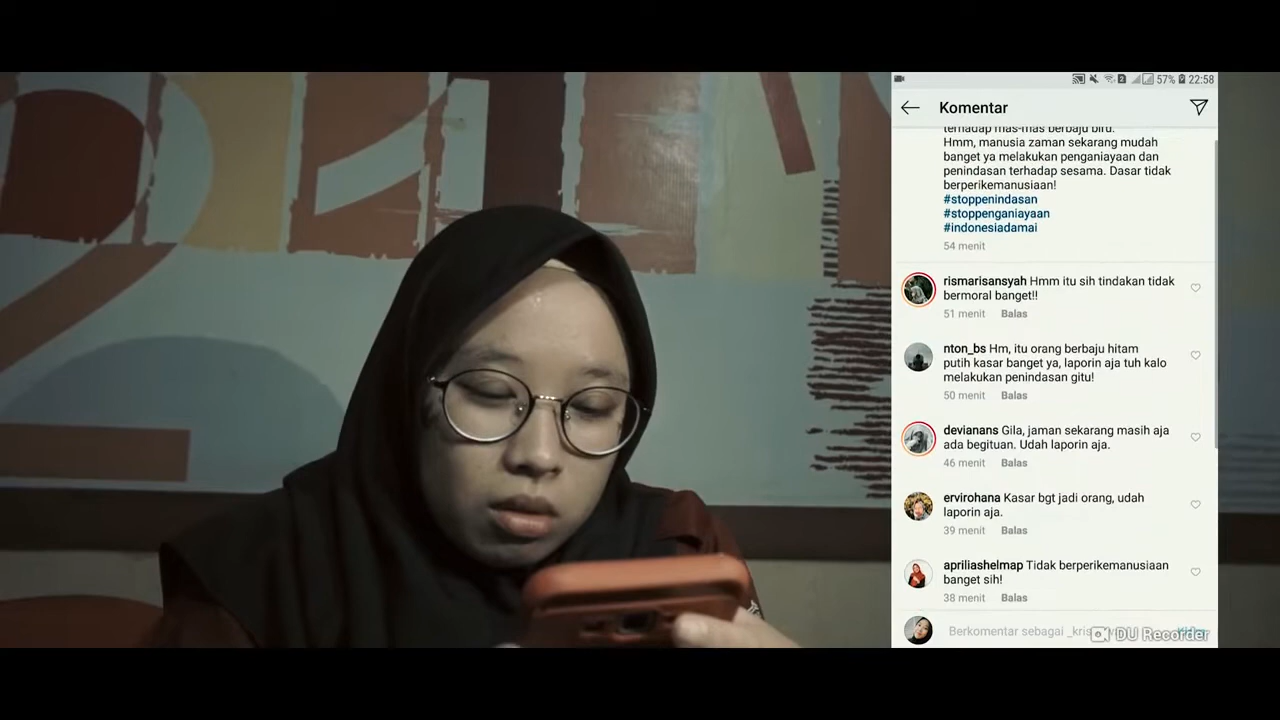 57% 22:58
Komentar
terhadap mas-mas berbaju biru.
Hmm, manusia zaman sekarang mudah
banget ya melakukan penganiayaan dan
penindasan terhadap sesama. Dasar tidak
berperikemanusiaan!
#stoppenindasan
#stoppenganiayaan
#indonesiadamai
54 menit
rismarisansyah Hmm itu sih tindakan tidak
bermoral banget!!
51 menit Balas
nton_bs Hm, itu orang berbaju hitam
putih kasar banget ya, laporin aja tuh kalo
melakukan penindasan gitu!
50 menit Balas
devianans Gila, jaman sekarang masih aja
ada begituan. Udah laporin aja.
46 menit Balas
ervirohana Kasar bgt jadi orang, udah
laporin aja.
39 menit Balas
apriliashelmap Tidak berperikemanusiaan
banget sih!
38 menit Balas
Berkomentar sebagai _kris
DU Recorder